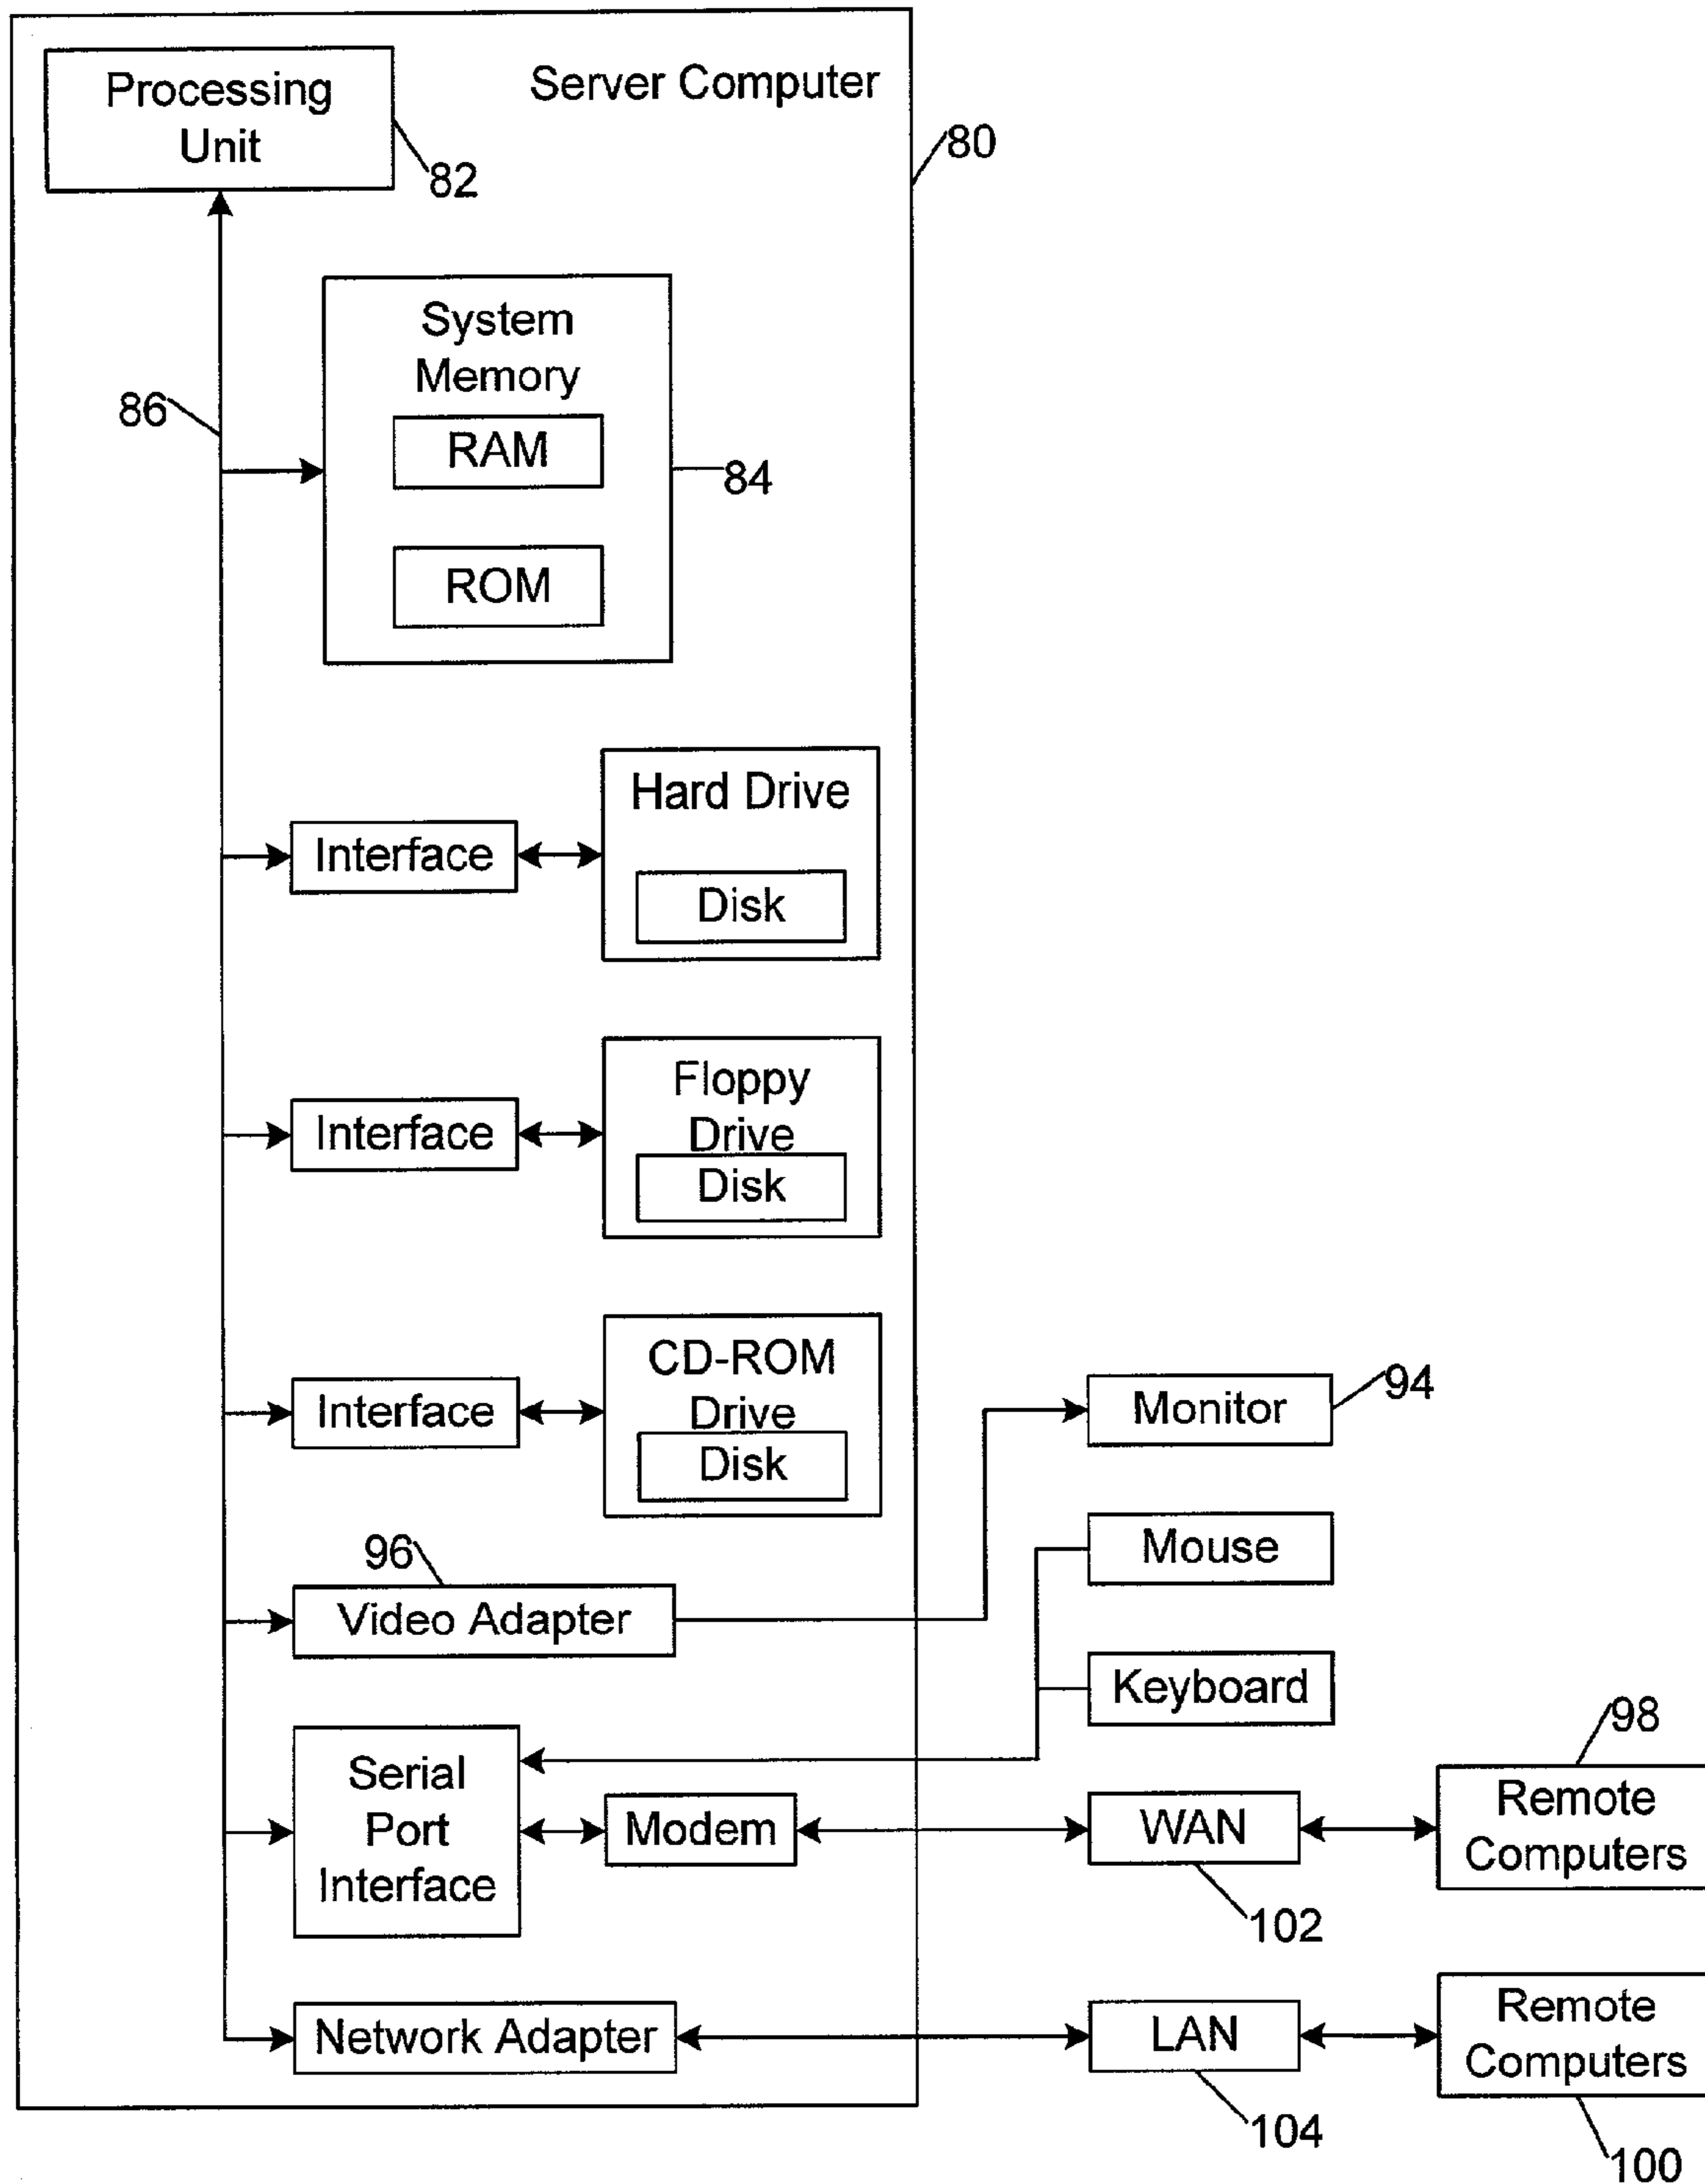 Server Computer
80
Processing
Unit
82
System
Memory
RAM
ROM
84
86
Hard Drive
Interface
Disk
Floppy
Drive
Interface
Disk
CD-ROM
Drive
Interface
Disk
Monitor
94
Mouse
96
Video Adapter
Keyboard
Serial
Port
Interface
Modem
WAN
102
98
Remote
Computers
Network Adapter
LAN
104
Remote
Computers
100